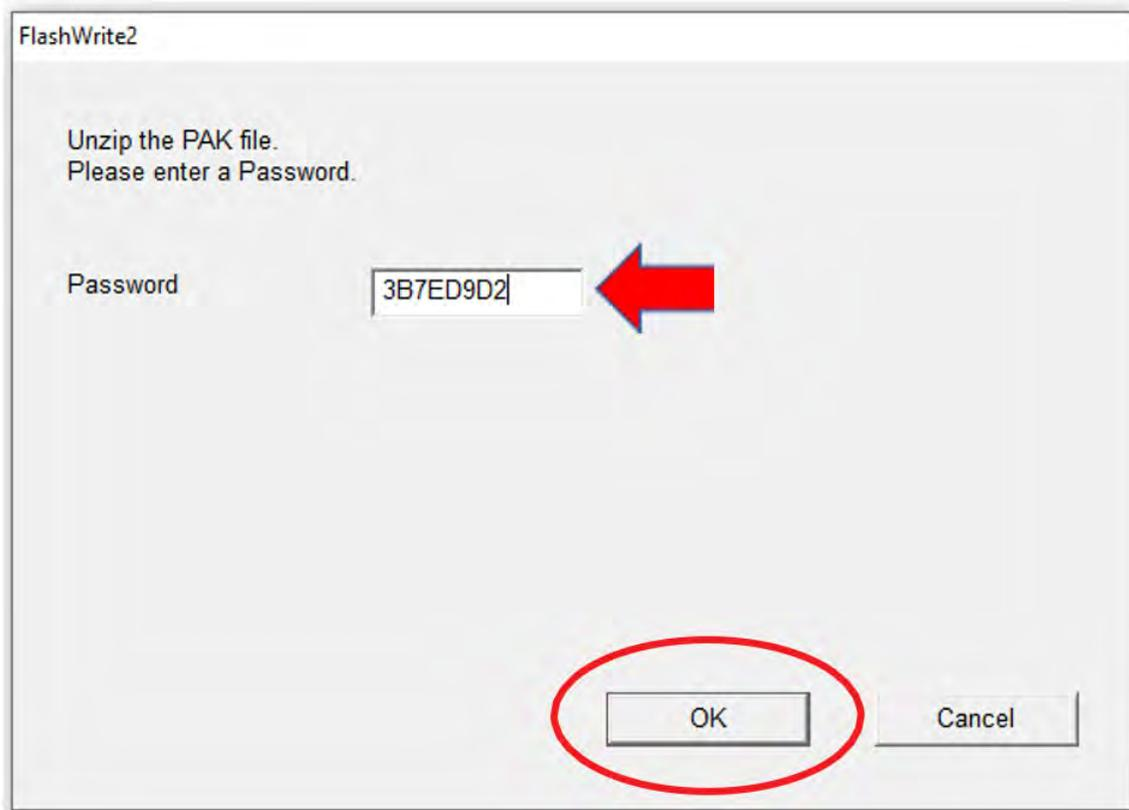 FlashWrite2
Unzip the PAK file.
Please enter a Password.
Password 3B7ED9D2
OK Cancel